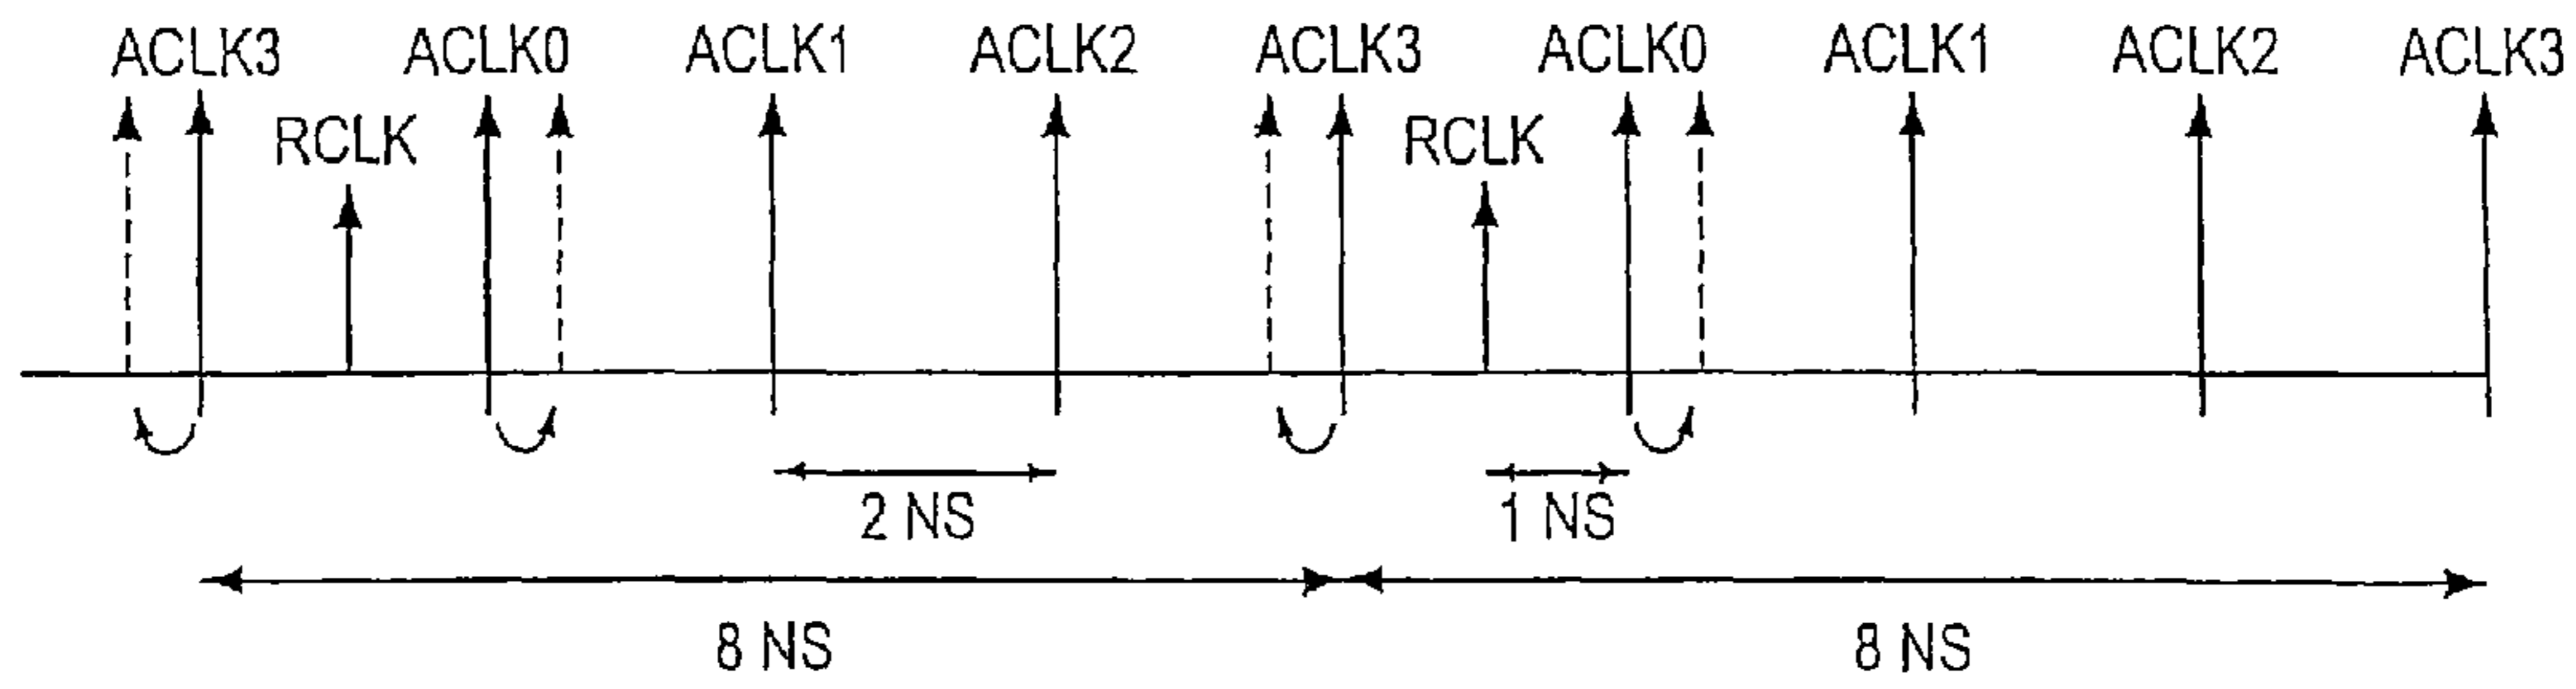 ACLK3 ACLK0 ACLK1 ACLK2 ACLK3 ACLK0 ACLK1 ACLK2 ACLK3
RCLK RCLK
2 NS 1 NS
8 NS 8 NS